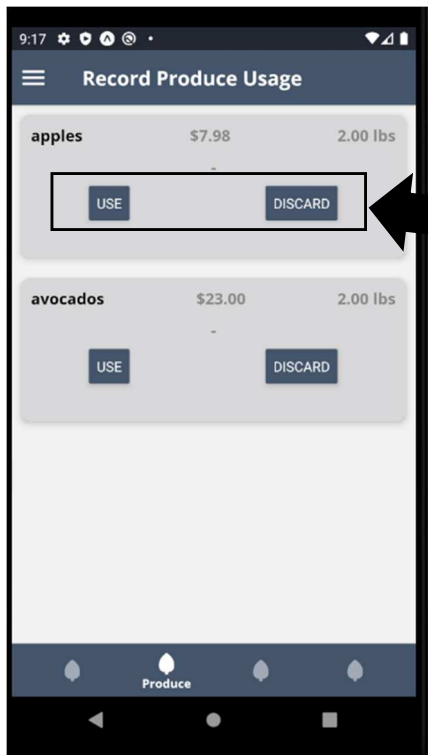 9:17
Record Produce Usage
apples $7.98 2.00 lbs
-
USE DISCARD
avocados $23.00 2.00 lbs
-
USE DISCARD
Produce